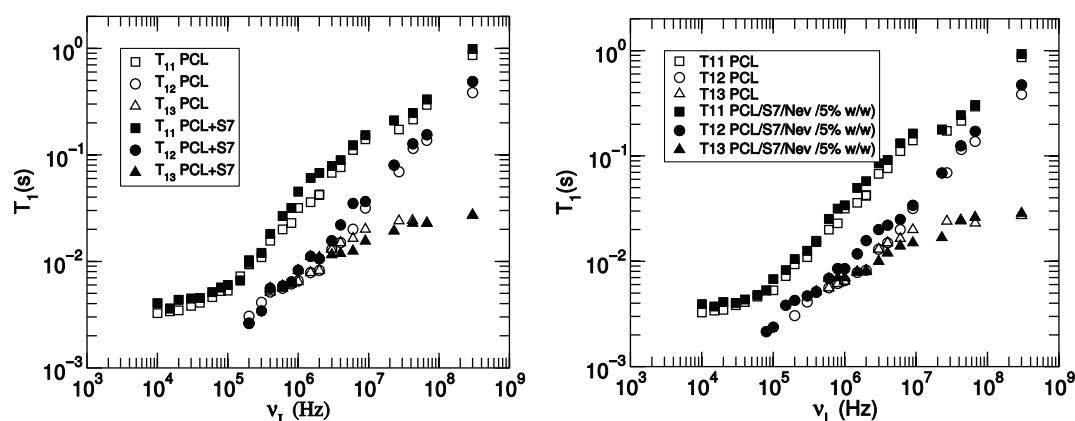 10^0
10^-1
10^-2
10^-3
T_1(s)
T_11 PCL
T_12 PCL
T_13 PCL
T_11 PCL+S7
T_12 PCL+S7
T_13 PCL+S7
10^3 10^4 10^5 10^6 10^7 10^8 10^9
ν_L (Hz)
10^0
10^-1
10^-2
10^-3
T_1(s)
T11 PCL
T12 PCL
T13 PCL
T11 PCL/S7/Nev /5% w/w)
T12 PCL/S7/Nev /5% w/w)
T13 PCL/S7/Nev /5% w/w)
10^3 10^4 10^5 10^6 10^7 10^8 10^9
ν_L (Hz)